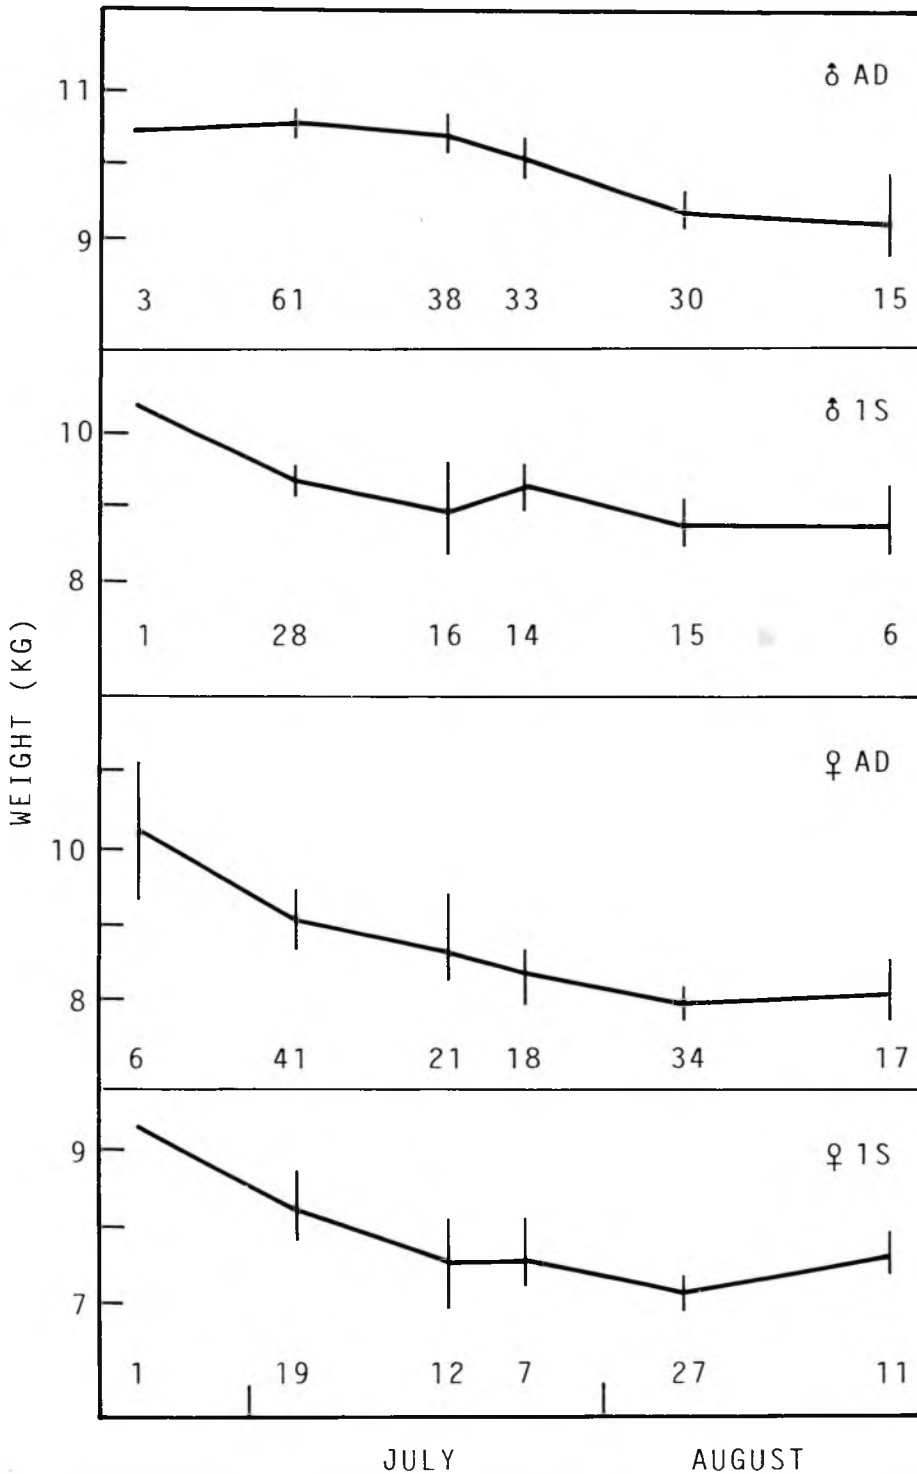 ♂ AD
11
9
3 61 38 33 30 15
♂ 1S
10
8
1 28 16 14 15 6
WEIGHT (KG)
♀ AD
10
8
6 41 21 18 34 17
♀ 1S
9
7
1 19 12 7 27 11
JULY AUGUST